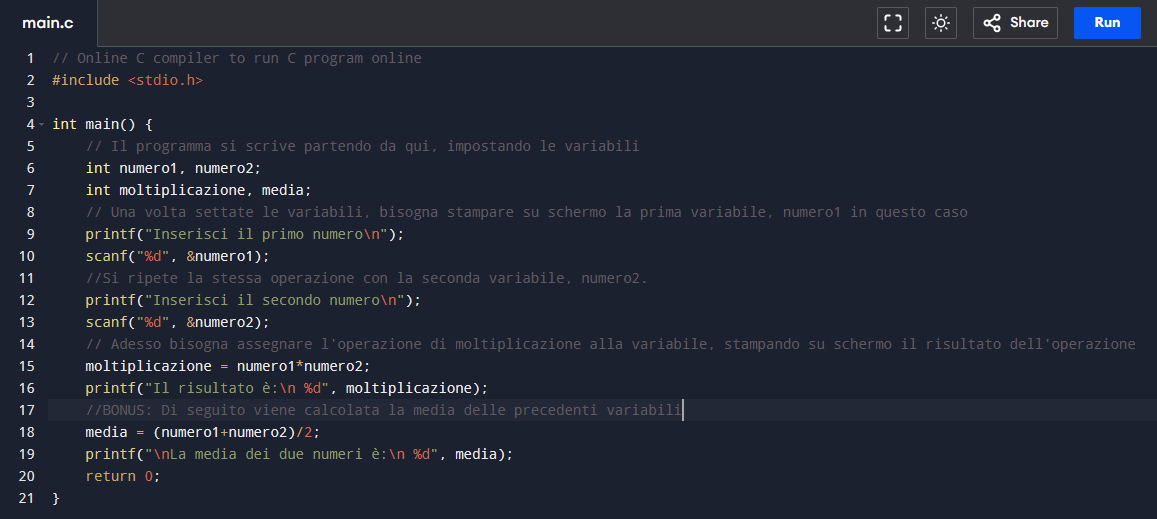 main.c
Share
Run
1 // Online C compiler to run C program online
2 #include <stdio.h>
3
4 int main() {
5     // Il programma si scrive partendo da qui, impostando le variabili
6     int numero1, numero2;
7     int moltiplicazione, media;
8     // Una volta settate le variabili, bisogna stampare su schermo la prima variabile, numero1 in questo caso
9     printf("Inserisci il primo numero\n");
10     scanf("%d", &numero1);
11     //Si ripete la stessa operazione con la seconda variabile, numero2.
12     printf("Inserisci il secondo numero\n");
13     scanf("%d", &numero2);
14     // Adesso bisogna assegnare l'operazione di moltiplicazione alla variabile, stampando su schermo il risultato dell'operazione
15     moltiplicazione = numero1*numero2;
16     printf("Il risultato è:\n %d", moltiplicazione);
17     //BONUS: Di seguito viene calcolata la media delle precedenti variabili
18     media = (numero1+numero2)/2;
19     printf("\nLa media dei due numeri è:\n %d", media);
20     return 0;
21 }